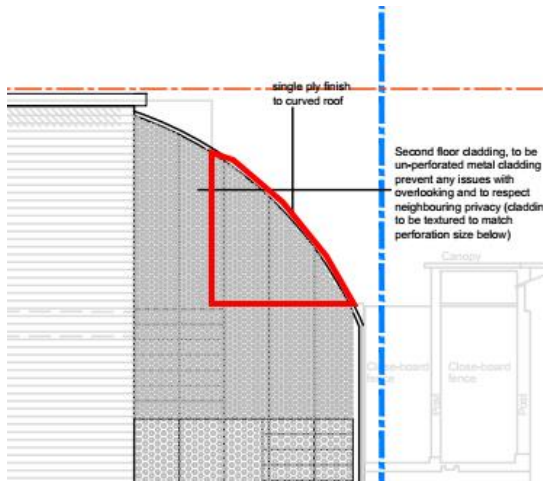 single ply finish
to curved roof
Second floor cladding, to be
un-perforated metal cladding
prevent any issues with
overlooking and to respect
neighbouring privacy (claddin
to be textured to match
perforation size below)
Canopy
Close-board
fence
Close-board
fence
Post
Post